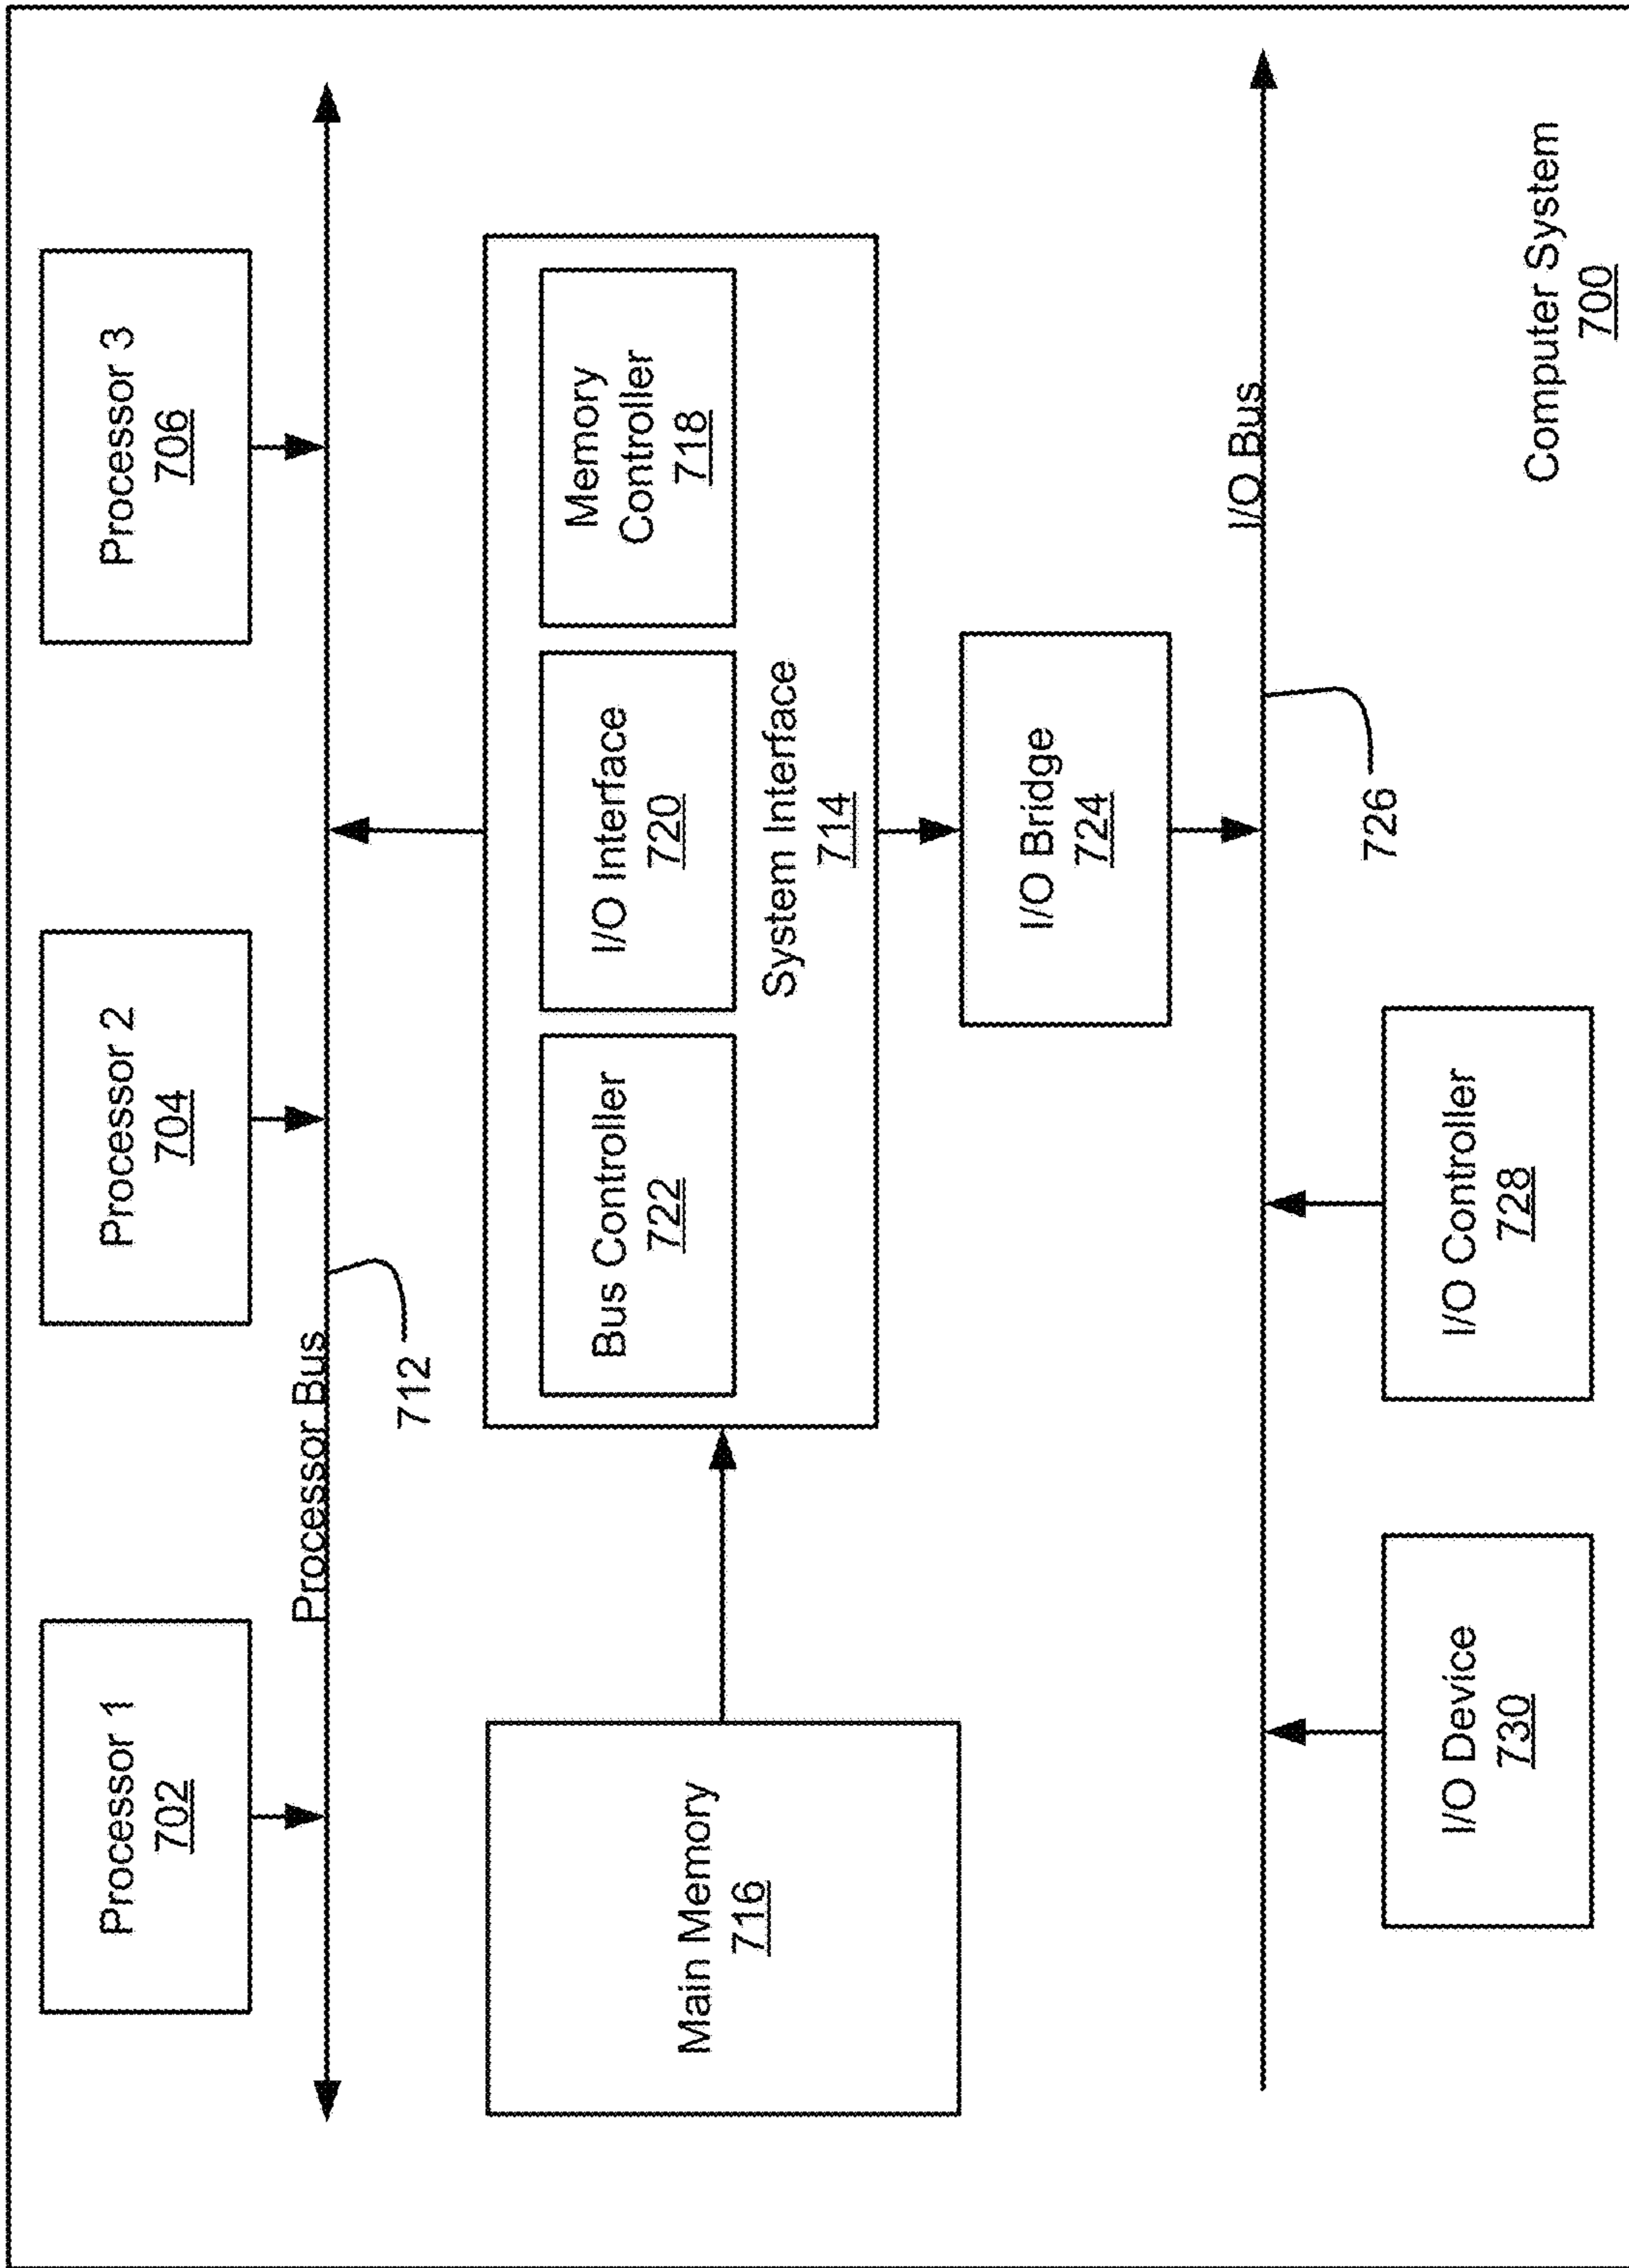 Processor 1
702
Processor 2
704
Processor 3
706
Processor Bus
712
Main Memory
716
Bus Controller
722
I/O Interface
720
Memory
Controller
718
System Interface
714
I/O Bridge
724
I/O Bus
726
I/O Device
730
I/O Controller
728
Computer System
700